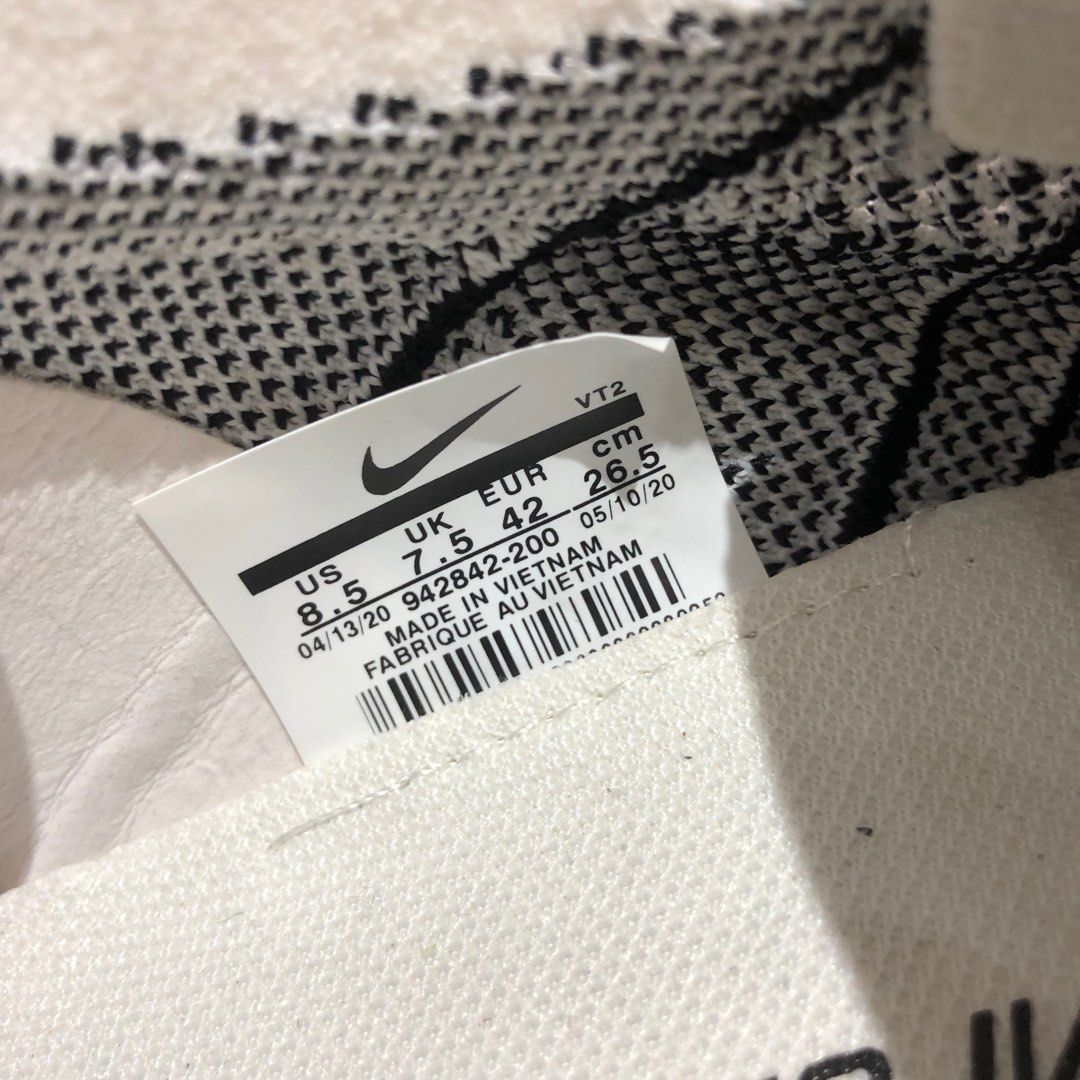 VT2
US UK EUR cm
8.5 7.5 42 26.5
04/13/20 942842-200 05/10/20
MADE IN VIETNAM
FABRIQUE AU VIETNAM